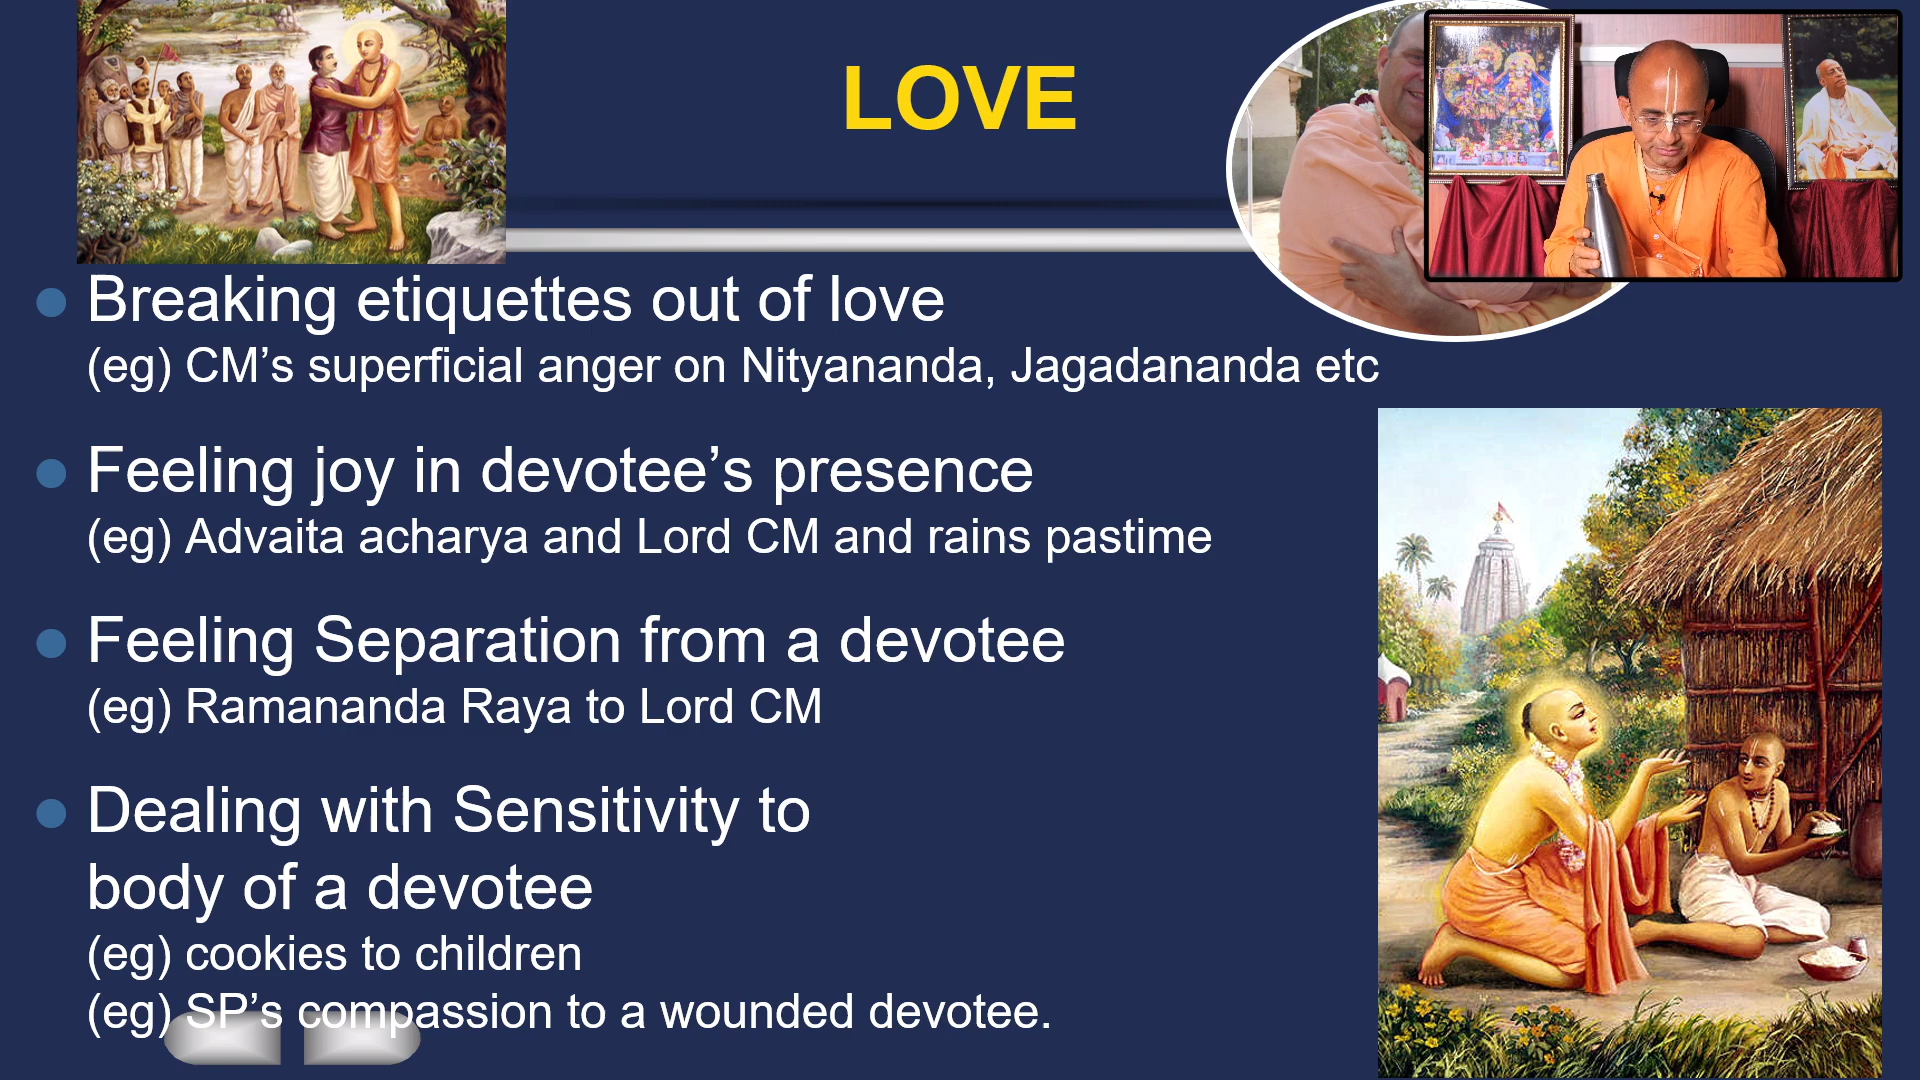 LOVE
Breaking etiquettes out of love
(eg) CM’s superficial anger on Nityananda, Jagadananda etc
Feeling joy in devotee’s presence
(eg) Advaita acharya and Lord CM and rains pastime
Feeling Separation from a devotee
(eg) Ramananda Raya to Lord CM
Dealing with Sensitivity to
body of a devotee
(eg) cookies to children
(eg) SP’s compassion to a wounded devotee.